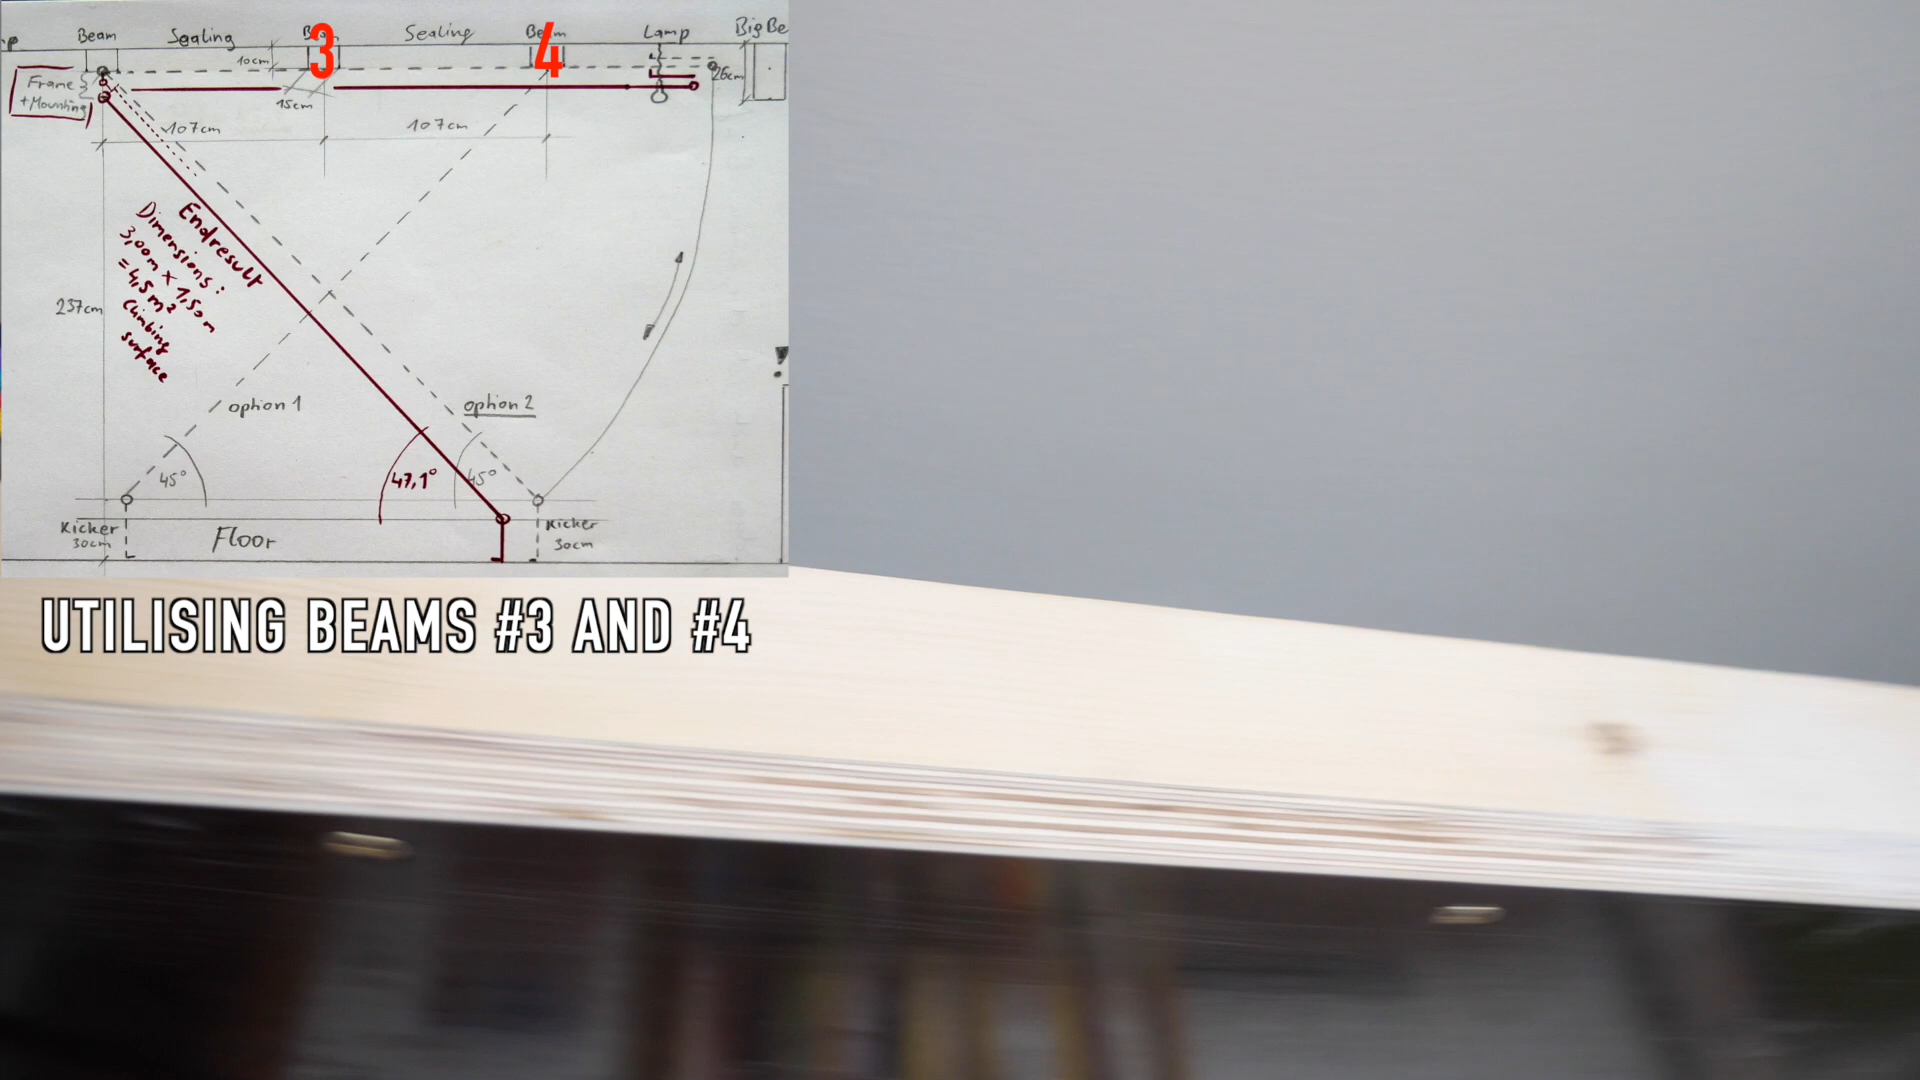 Beam
Sealing
3
Sealing
4
Lamp
Big Be
10cm
26cm
Frame
+Mounting
15cm
107cm
107cm
Endresult
Dimensions:
3,00m x 1,50m
= 4,5m²
Climbing
surface
237cm
option 1
option 2
45°
47,1°
45°
Kicker
30cm
Floor
Kicker
30cm
UTILISING BEAMS #3 AND #4